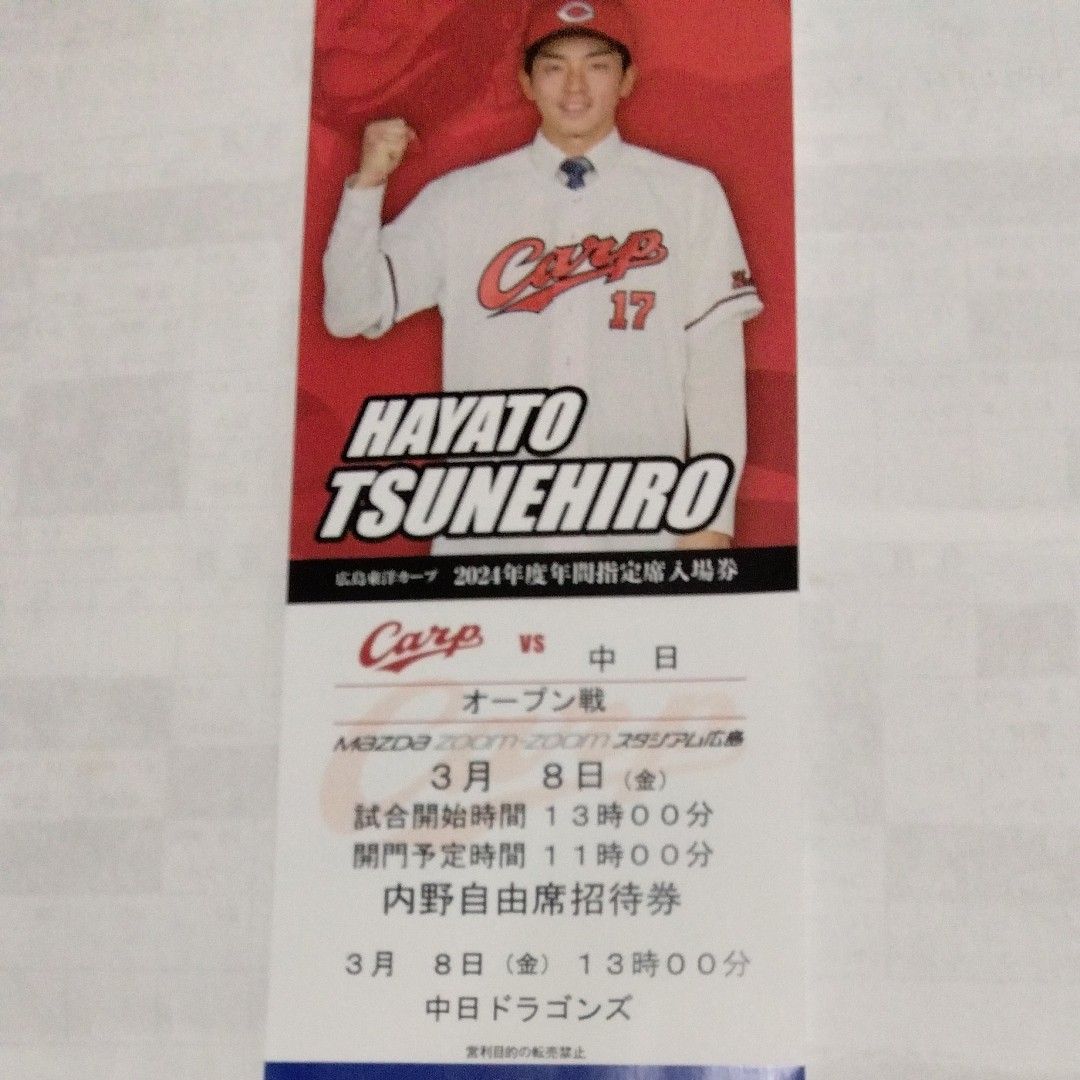 C
Carp
17
HAYATO
TSUNEHIRO
広島東洋カープ 2024年度年間指定席入場券
Carp vs 中 日
オープン戦
Mazda Zoom-Zoom スタジアム広島
3月 8日（金）
試合開始時間 13時00分
開門予定時間 11時00分
内野自由席招待券
3月 8日（金）13時00分
中日ドラゴンズ
営利目的の転売禁止